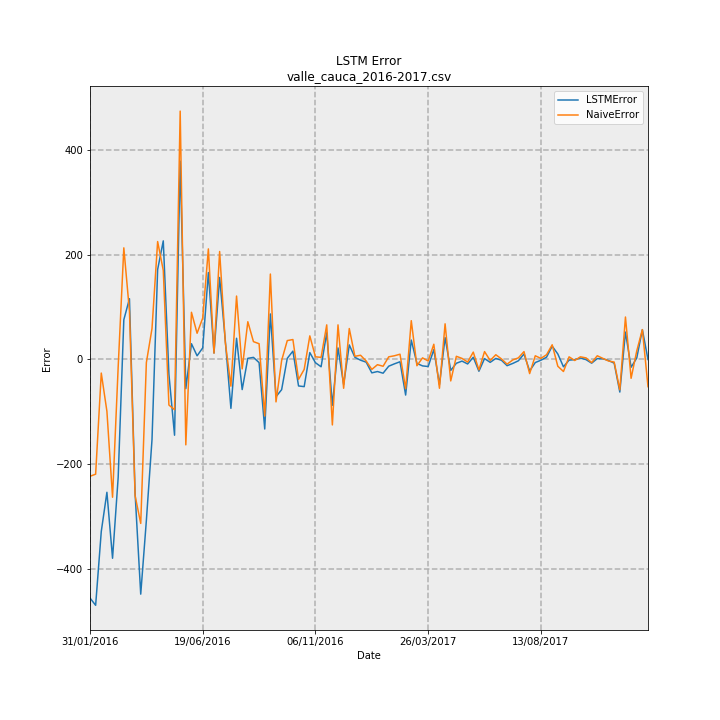 LSTM Error
valle_cauca_2016-2017.csv
LSTMError
NaiveError
Error
400
200
0
−200
−400
31/01/2016
19/06/2016
06/11/2016
26/03/2017
13/08/2017
Date